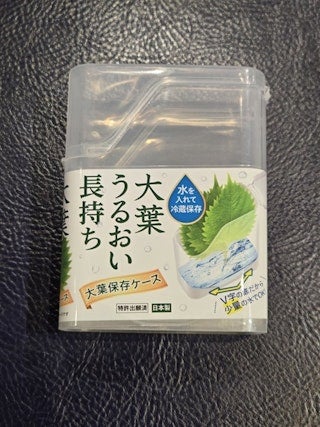 大葉
うるおい
長持ち
水を
入れて
冷蔵保存
大葉保存ケース
特許出願済
日本製
V字の底だから
少量の水でOK